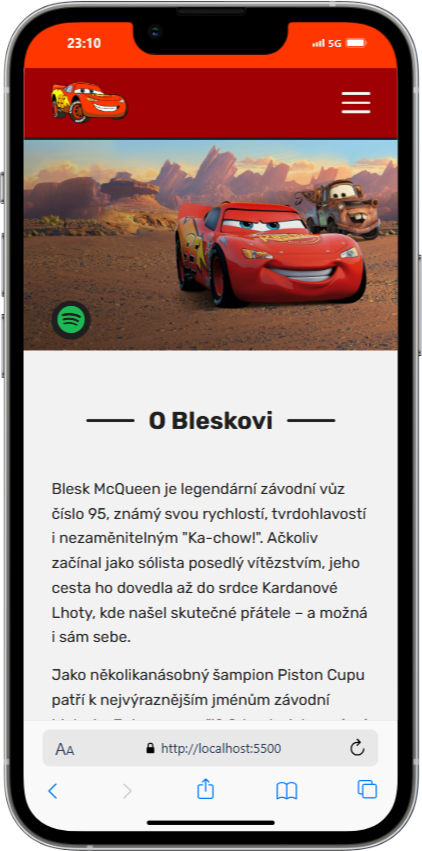 23:10
5G
O Bleskovi
Blesk McQueen je legendární závodní vůz
číslo 95, známý svou rychlostí, tvrdohlavostí
i nezaměnitelným "Ka-chow!". Ačkoliv
začínal jako sólista posedlý vítězstvím, jeho
cesta ho dovedla až do srdce Kardanové
Lhoty, kde našel skutečné přátele – a možná
i sám sebe.
Jako několikanásobný šampion Piston Cupu
patří k nejvýraznějším jménům závodní
AA
http://localhost:5500